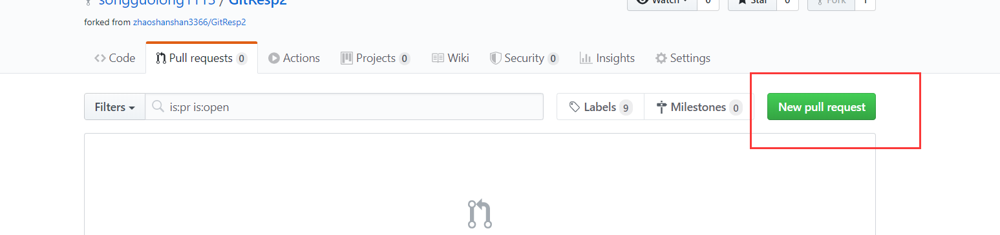 songguolong1113 / GitResp2
Watch 0 Star 0 Fork 1
forked from zhaoshanshan3366/GitResp2
Code Pull requests 0 Actions Projects 0 Wiki Security 0 Insights Settings
Filters is:pr is:open Labels 9 Milestones 0 New pull request